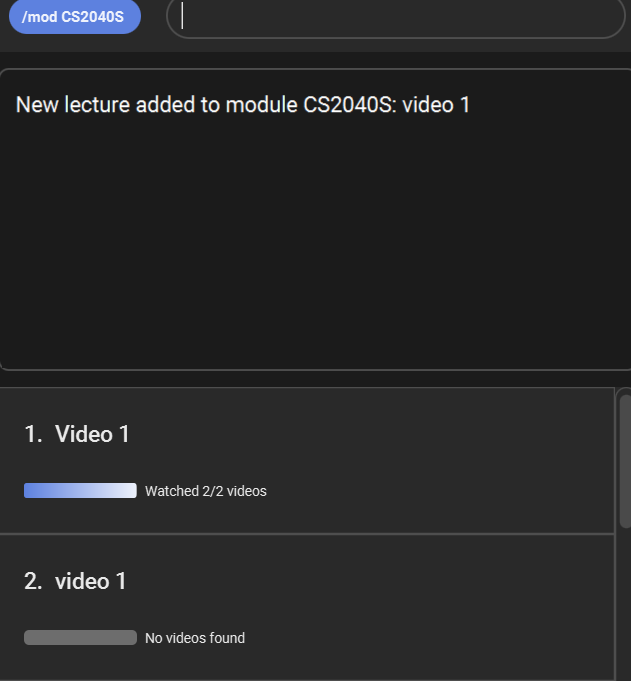 /mod CS2040S
New lecture added to module CS2040S: video 1
1. Video 1
Watched 2/2 videos
2. video 1
No videos found